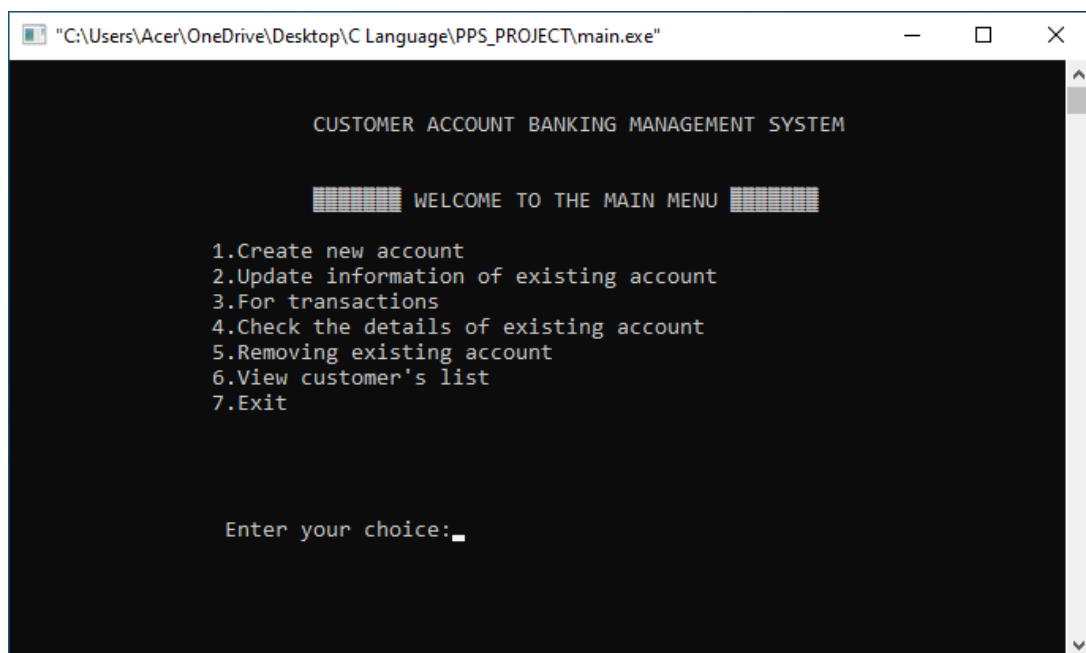 "C:\Users\Acer\OneDrive\Desktop\C Language\PPS_PROJECT\main.exe"
CUSTOMER ACCOUNT BANKING MANAGEMENT SYSTEM
▒▒▒▒▒▒▒ WELCOME TO THE MAIN MENU ▒▒▒▒▒▒▒
1.Create new account
2.Update information of existing account
3.For transactions
4.Check the details of existing account
5.Removing existing account
6.View customer's list
7.Exit
Enter your choice: